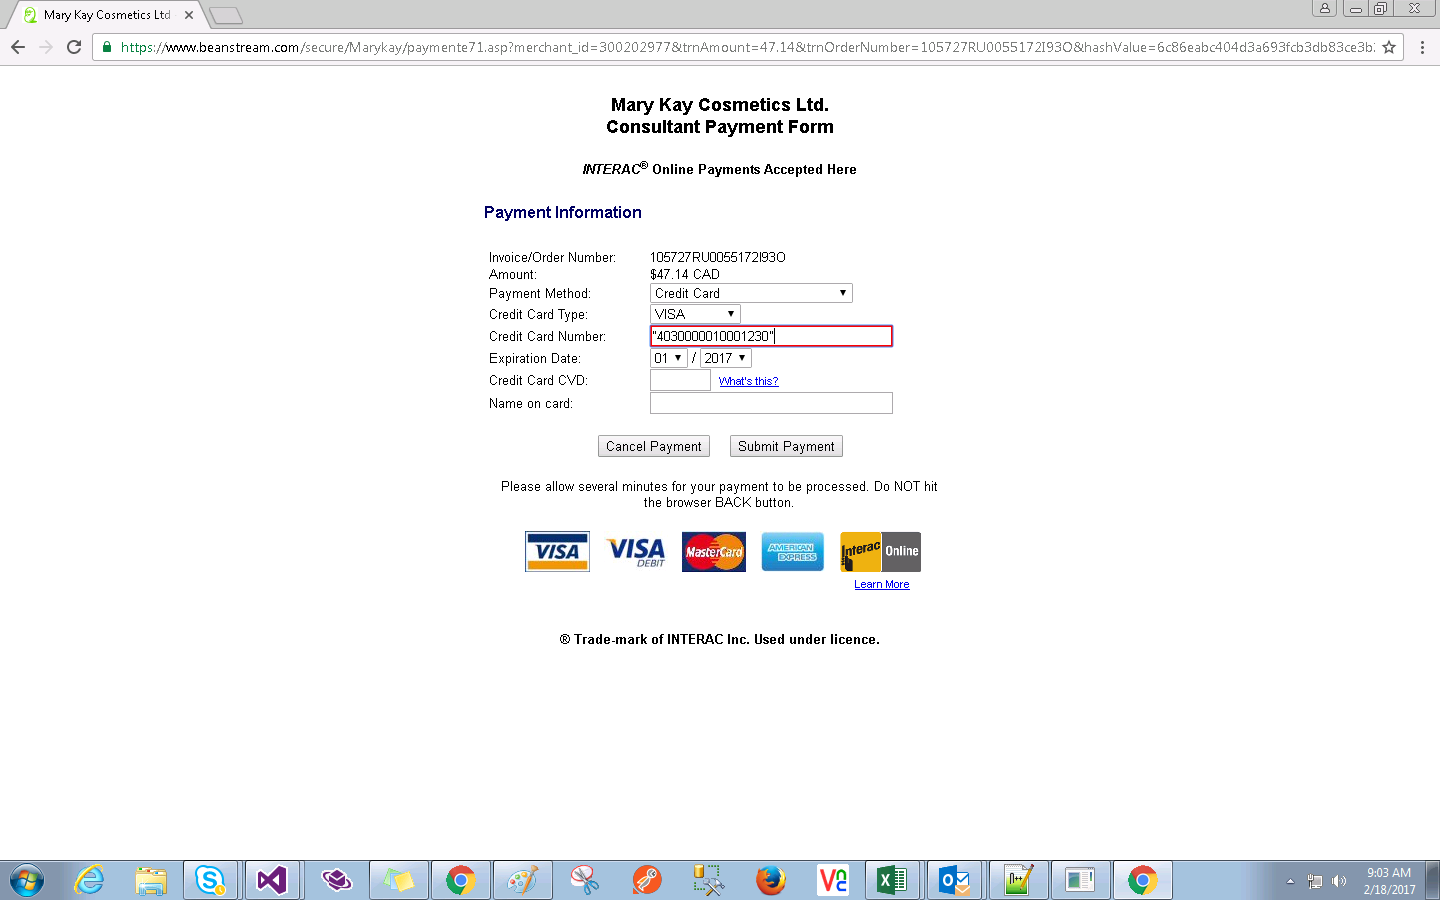 Mary Kay Cosmetics Ltd
https://www.beanstream.com/secure/Marykay/paymente71.asp?merchant_id=300202977&trnAmount=47.14&trnOrderNumber=105727RU0055172I93O&hashValue=6c86eabc404d3a693fcb3db83ce3b
Mary Kay Cosmetics Ltd.
Consultant Payment Form
INTERAC® Online Payments Accepted Here
Payment Information
Invoice/Order Number: 105727RU0055172I93O
Amount: $47.14 CAD
Payment Method: Credit Card
Credit Card Type: VISA
Credit Card Number: "4030000010001230"
Expiration Date: 01 / 2017
Credit Card CVD: What's this?
Name on card:
Cancel Payment Submit Payment
Please allow several minutes for your payment to be processed. Do NOT hit
the browser BACK button.
VISA VISA DEBIT MasterCard AMERICAN EXPRESS Interac Online
Learn More
® Trade-mark of INTERAC Inc. Used under licence.
9:03 AM
2/18/2017